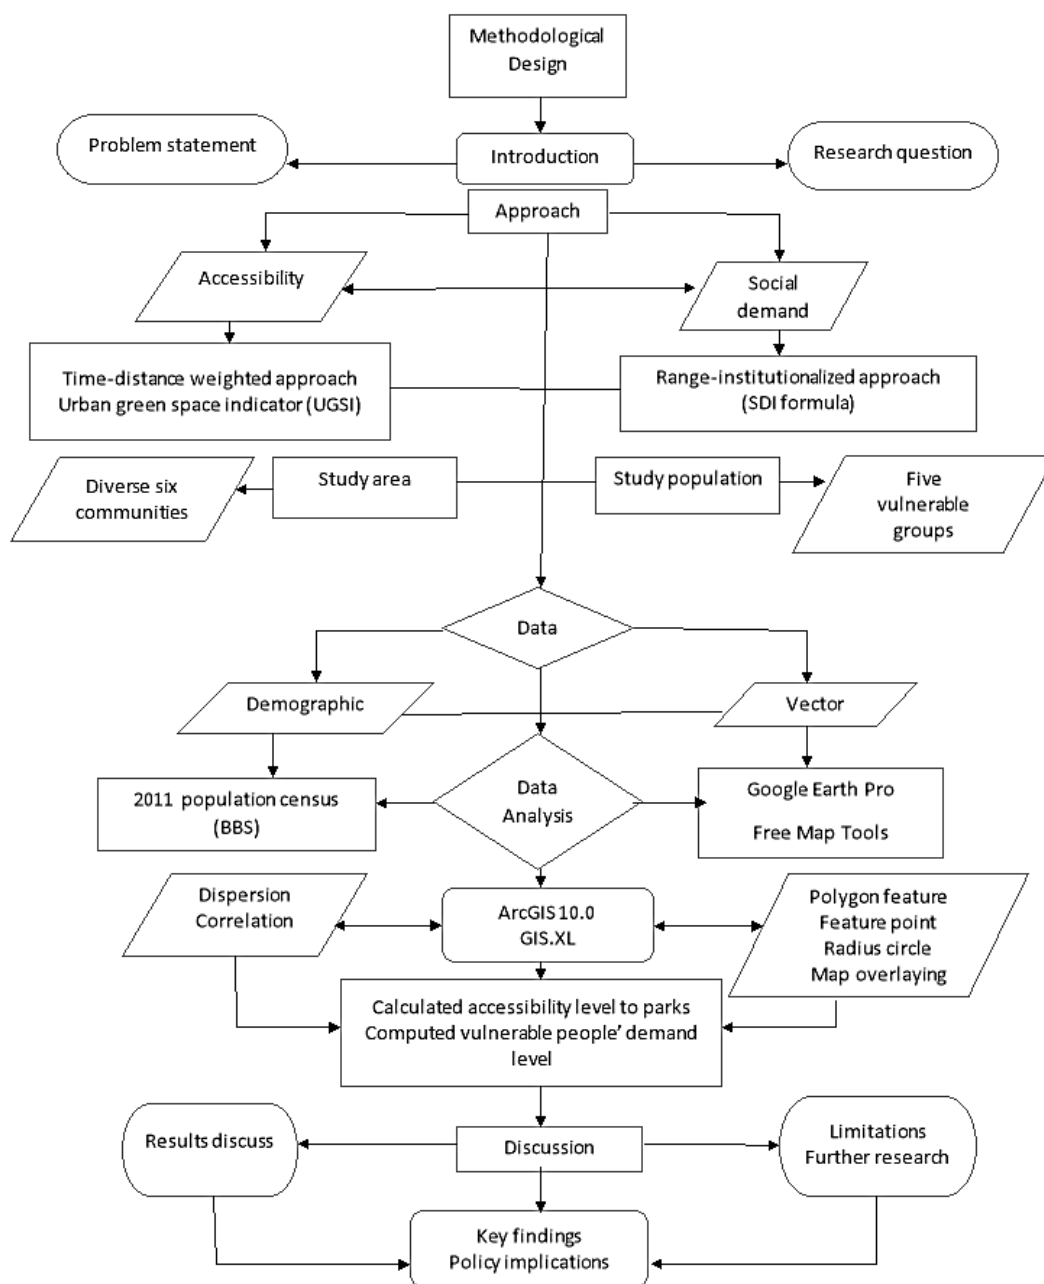 Methodological
Design
Problem statement
Introduction
Research question
Approach
Accessibility
Social
demand
Time-distance weighted approach
Urban green space indicator (UGSI)
Range-institutionalized approach
(SDI formula)
Diverse six
communities
Study area
Study population
Five
vulnerable
groups
Data
Demographic
Vector
2011 population census
(BBS)
Data
Analysis
Google Earth Pro
Free Map Tools
Dispersion
Correlation
ArcGIS 10.0
GIS.XL
Polygon feature
Feature point
Radius circle
Map overlaying
Calculated accessibility level to parks
Computed vulnerable people' demand
level
Results discuss
Discussion
Limitations
Further research
Key findings
Policy implications